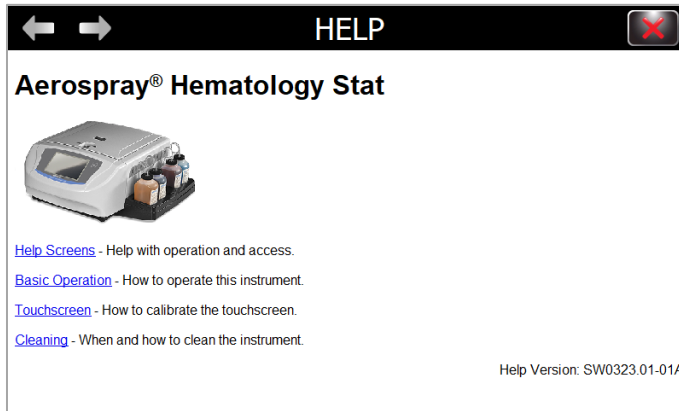 HELP
Aerospray® Hematology Stat
Help Screens - Help with operation and access.
Basic Operation - How to operate this instrument.
Touchscreen - How to calibrate the touchscreen.
Cleaning - When and how to clean the instrument.
Help Version: SW0323.01-01A